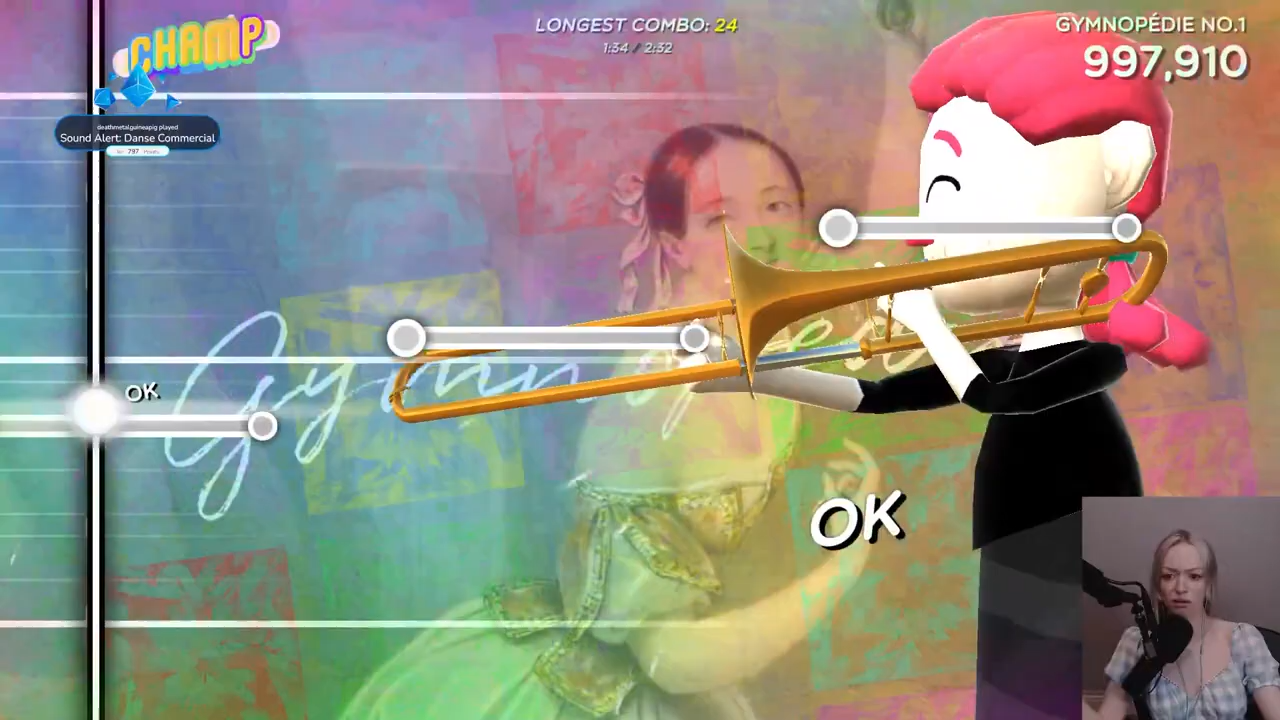 CHAMP
LONGEST COMBO: 24
1:34 / 2:32
GYMNOPÉDIE NO.1
997,910
deathmetalguineapig played
Sound Alert: Danse Commercial
797
OK
OK